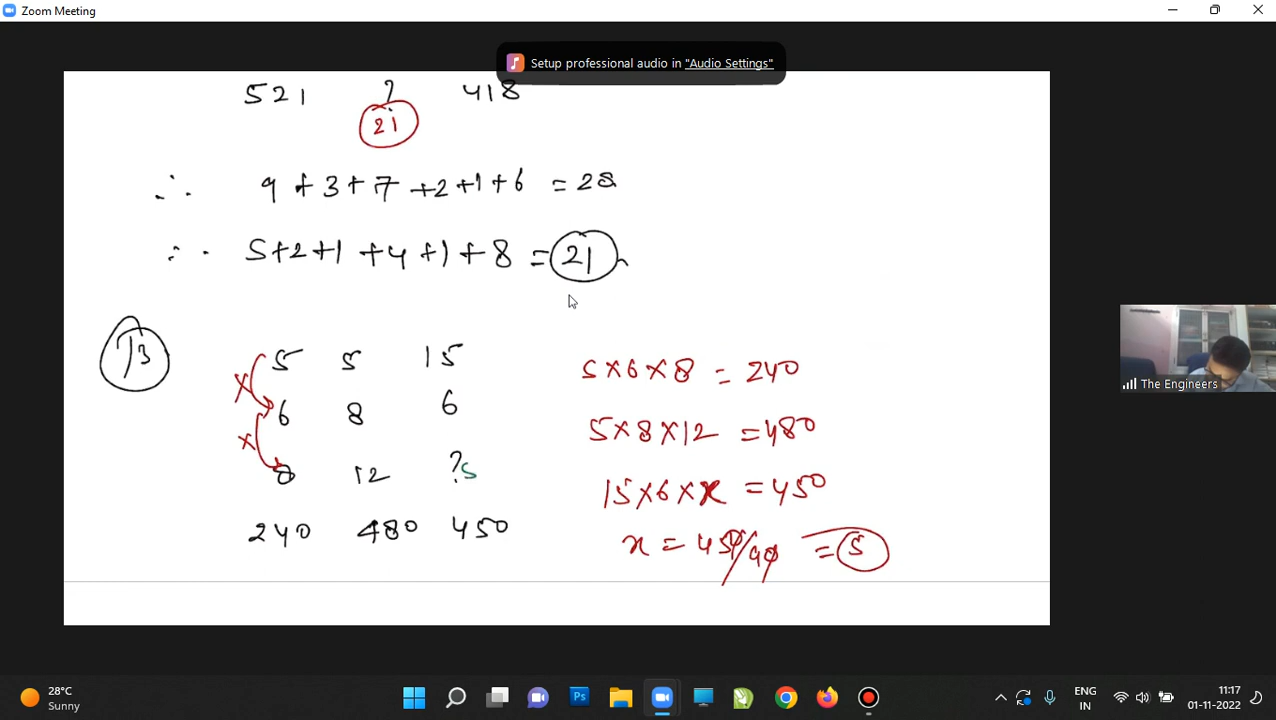 Zoom Meeting
Setup professional audio in "Audio Settings"
521 ? 418
21
∴ 9 + 3 + 7 + 2 + 1 + 6 = 28
∴ 5 + 2 + 1 + 4 + 1 + 8 = 21
13
5 5 15
×
6 8 6
×
8 12 ? 5
240 480 450
5 × 6 × 8 = 240
5 × 8 × 12 = 480
15 × 6 × x = 450
x = 450/90 = 5
The Engineers
28°C
Sunny
ENG
IN
11:17
01-11-2022